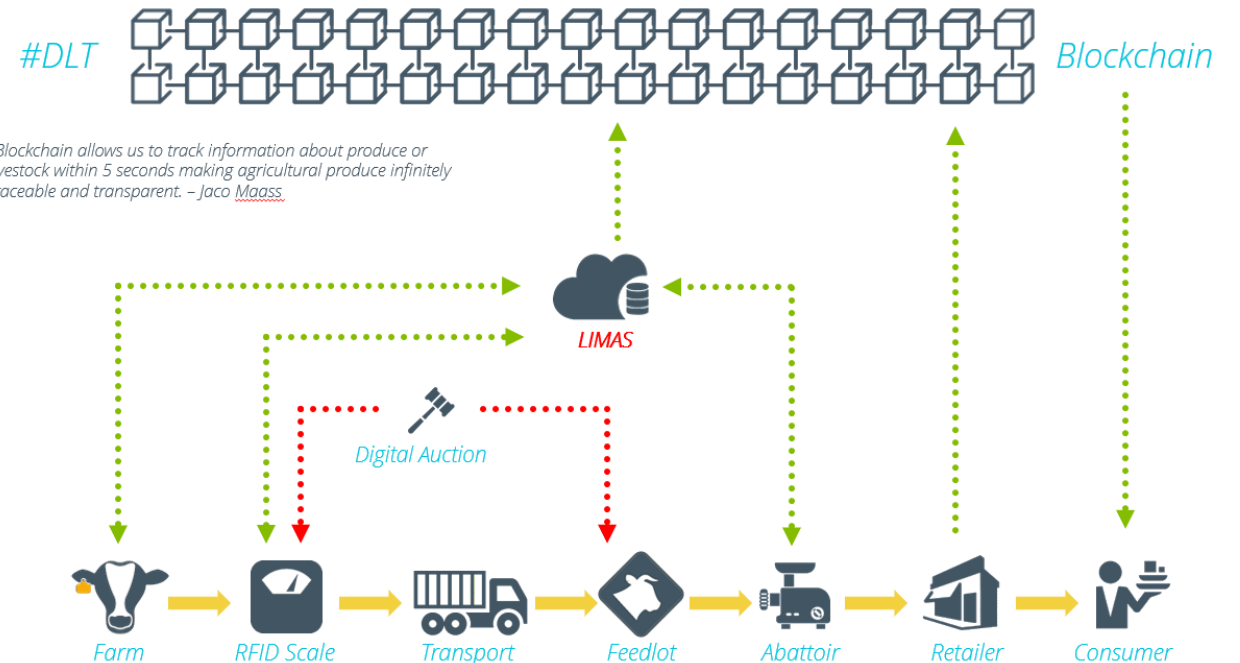 #DLT
Blockchain
Blockchain allows us to track information about produce or
vestock within 5 seconds making agricultural produce infinitely
aceable and transparent. – Jaco Maass
LIMAS
Digital Auction
Farm
RFID Scale
Transport
Feedlot
Abattoir
Retailer
Consumer